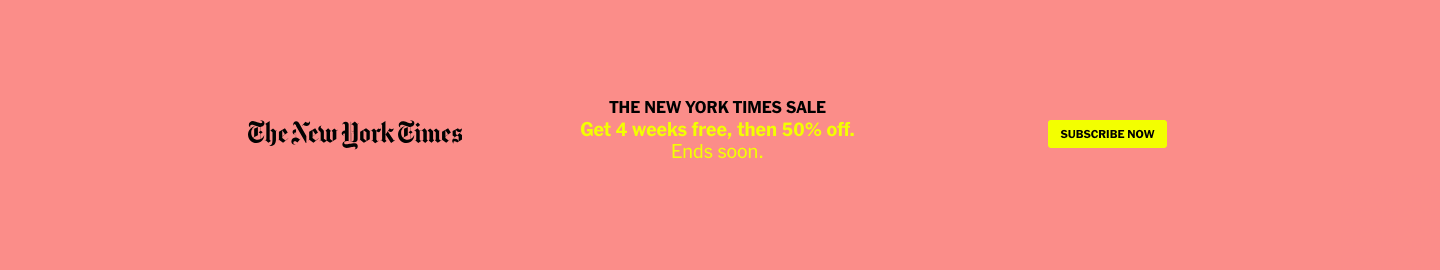 The New York Times
THE NEW YORK TIMES SALE
Get 4 weeks free, then 50% off.
Ends soon.
SUBSCRIBE NOW